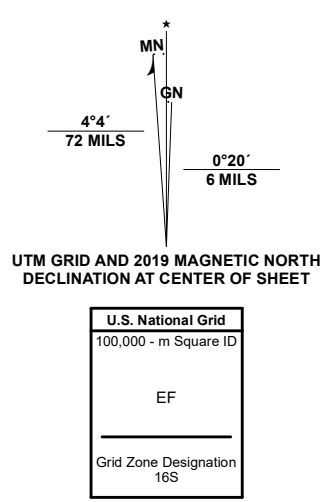 MN
GN
4°4´
72 MILS
0°20´
6 MILS
UTM GRID AND 2019 MAGNETIC NORTH
DECLINATION AT CENTER OF SHEET
U.S. National Grid
100,000 - m Square ID
EF
Grid Zone Designation
16S